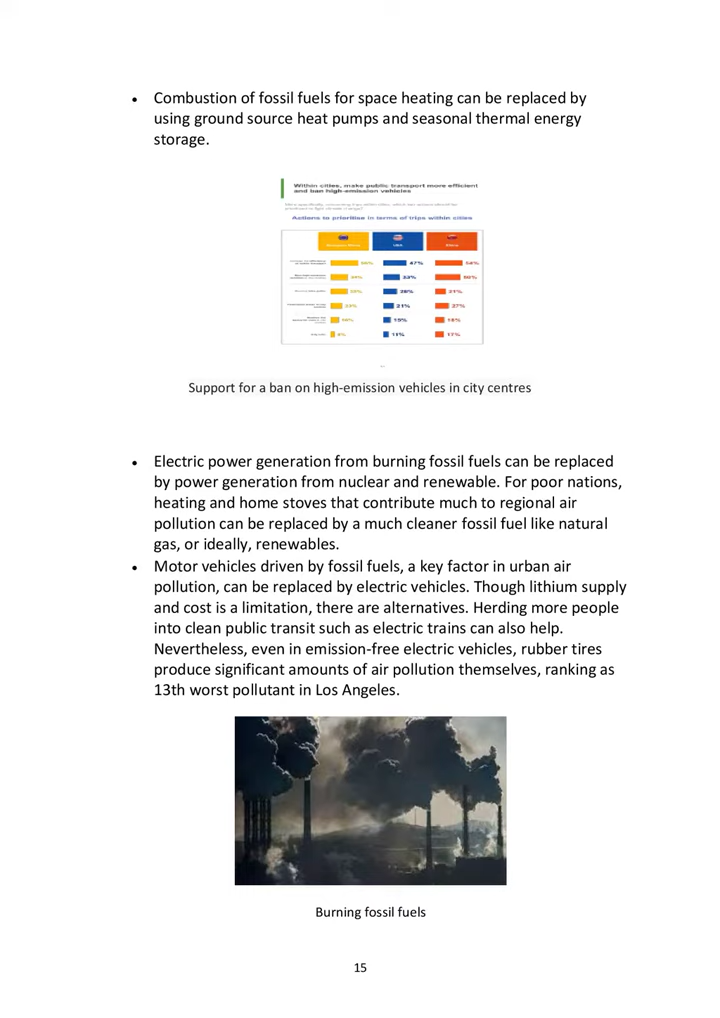 • Combustion of fossil fuels for space heating can be replaced by
using ground source heat pumps and seasonal thermal energy
storage.
Within cities, make public transport more efficient
and ban high-emission vehicles
Actions to prioritise in terms of trips within cities
USA
47%
54%
33%
50%
28%
21%
21%
27%
15%
11%
17%
Support for a ban on high-emission vehicles in city centres
• Electric power generation from burning fossil fuels can be replaced
by power generation from nuclear and renewable. For poor nations,
heating and home stoves that contribute much to regional air
pollution can be replaced by a much cleaner fossil fuel like natural
gas, or ideally, renewables.
• Motor vehicles driven by fossil fuels, a key factor in urban air
pollution, can be replaced by electric vehicles. Though lithium supply
and cost is a limitation, there are alternatives. Herding more people
into clean public transit such as electric trains can also help.
Nevertheless, even in emission-free electric vehicles, rubber tires
produce significant amounts of air pollution themselves, ranking as
13th worst pollutant in Los Angeles.
Burning fossil fuels
15